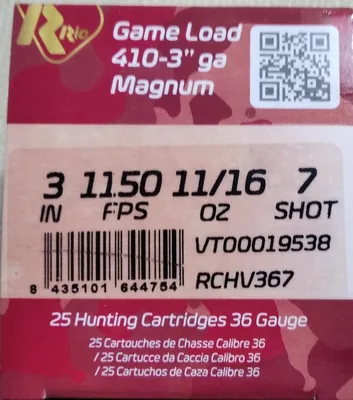 Rio
Game Load
410-3" ga
Magnum
3 1150 11/16 7
IN FPS OZ SHOT
VT00019538
RCHV367
8 435101 644754
25 Hunting Cartridges 36 Gauge
25 Cartouches de Chasse Calibre 36
/ 25 Cartucce da Caccia Calibro 36
/ 25 Cartuchos de Caza Calibre 36